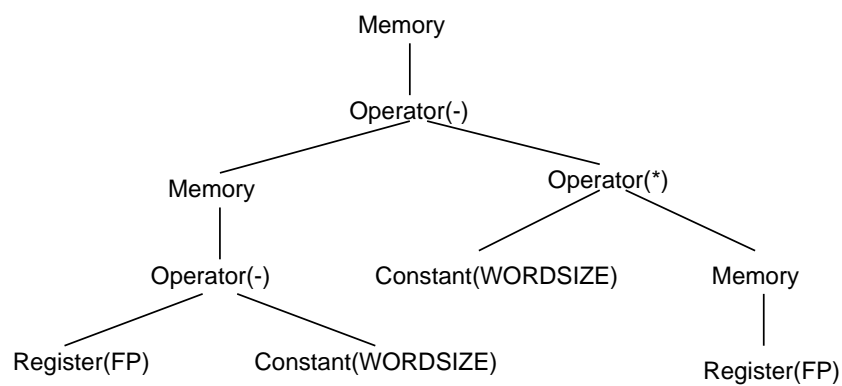 Memory
Operator(-)
Memory
Operator(*)
Operator(-)
Constant(WORDSIZE)
Memory
Register(FP)
Constant(WORDSIZE)
Register(FP)